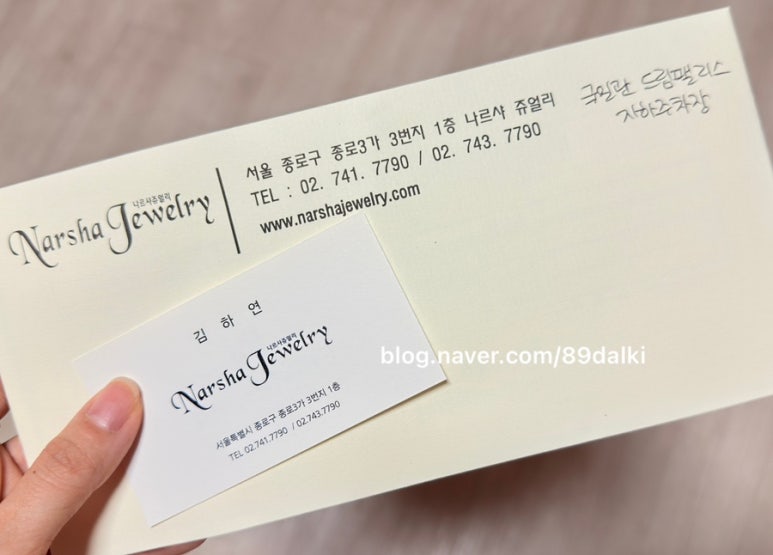 국일관 드림팰리스
지하주차장
나르샤쥬얼리
Narsha Jewelry
서울 종로구 종로3가 3번지 1층 나르샤 쥬얼리
TEL : 02. 741. 7790 / 02. 743. 7790
www.narshajewelry.com
김 하 연
나르샤쥬얼리
Narsha Jewelry
서울특별시 종로구 종로3가 3번지 1층
TEL 02.741.7790 / 02.743.7790
blog.naver.com/89dalki